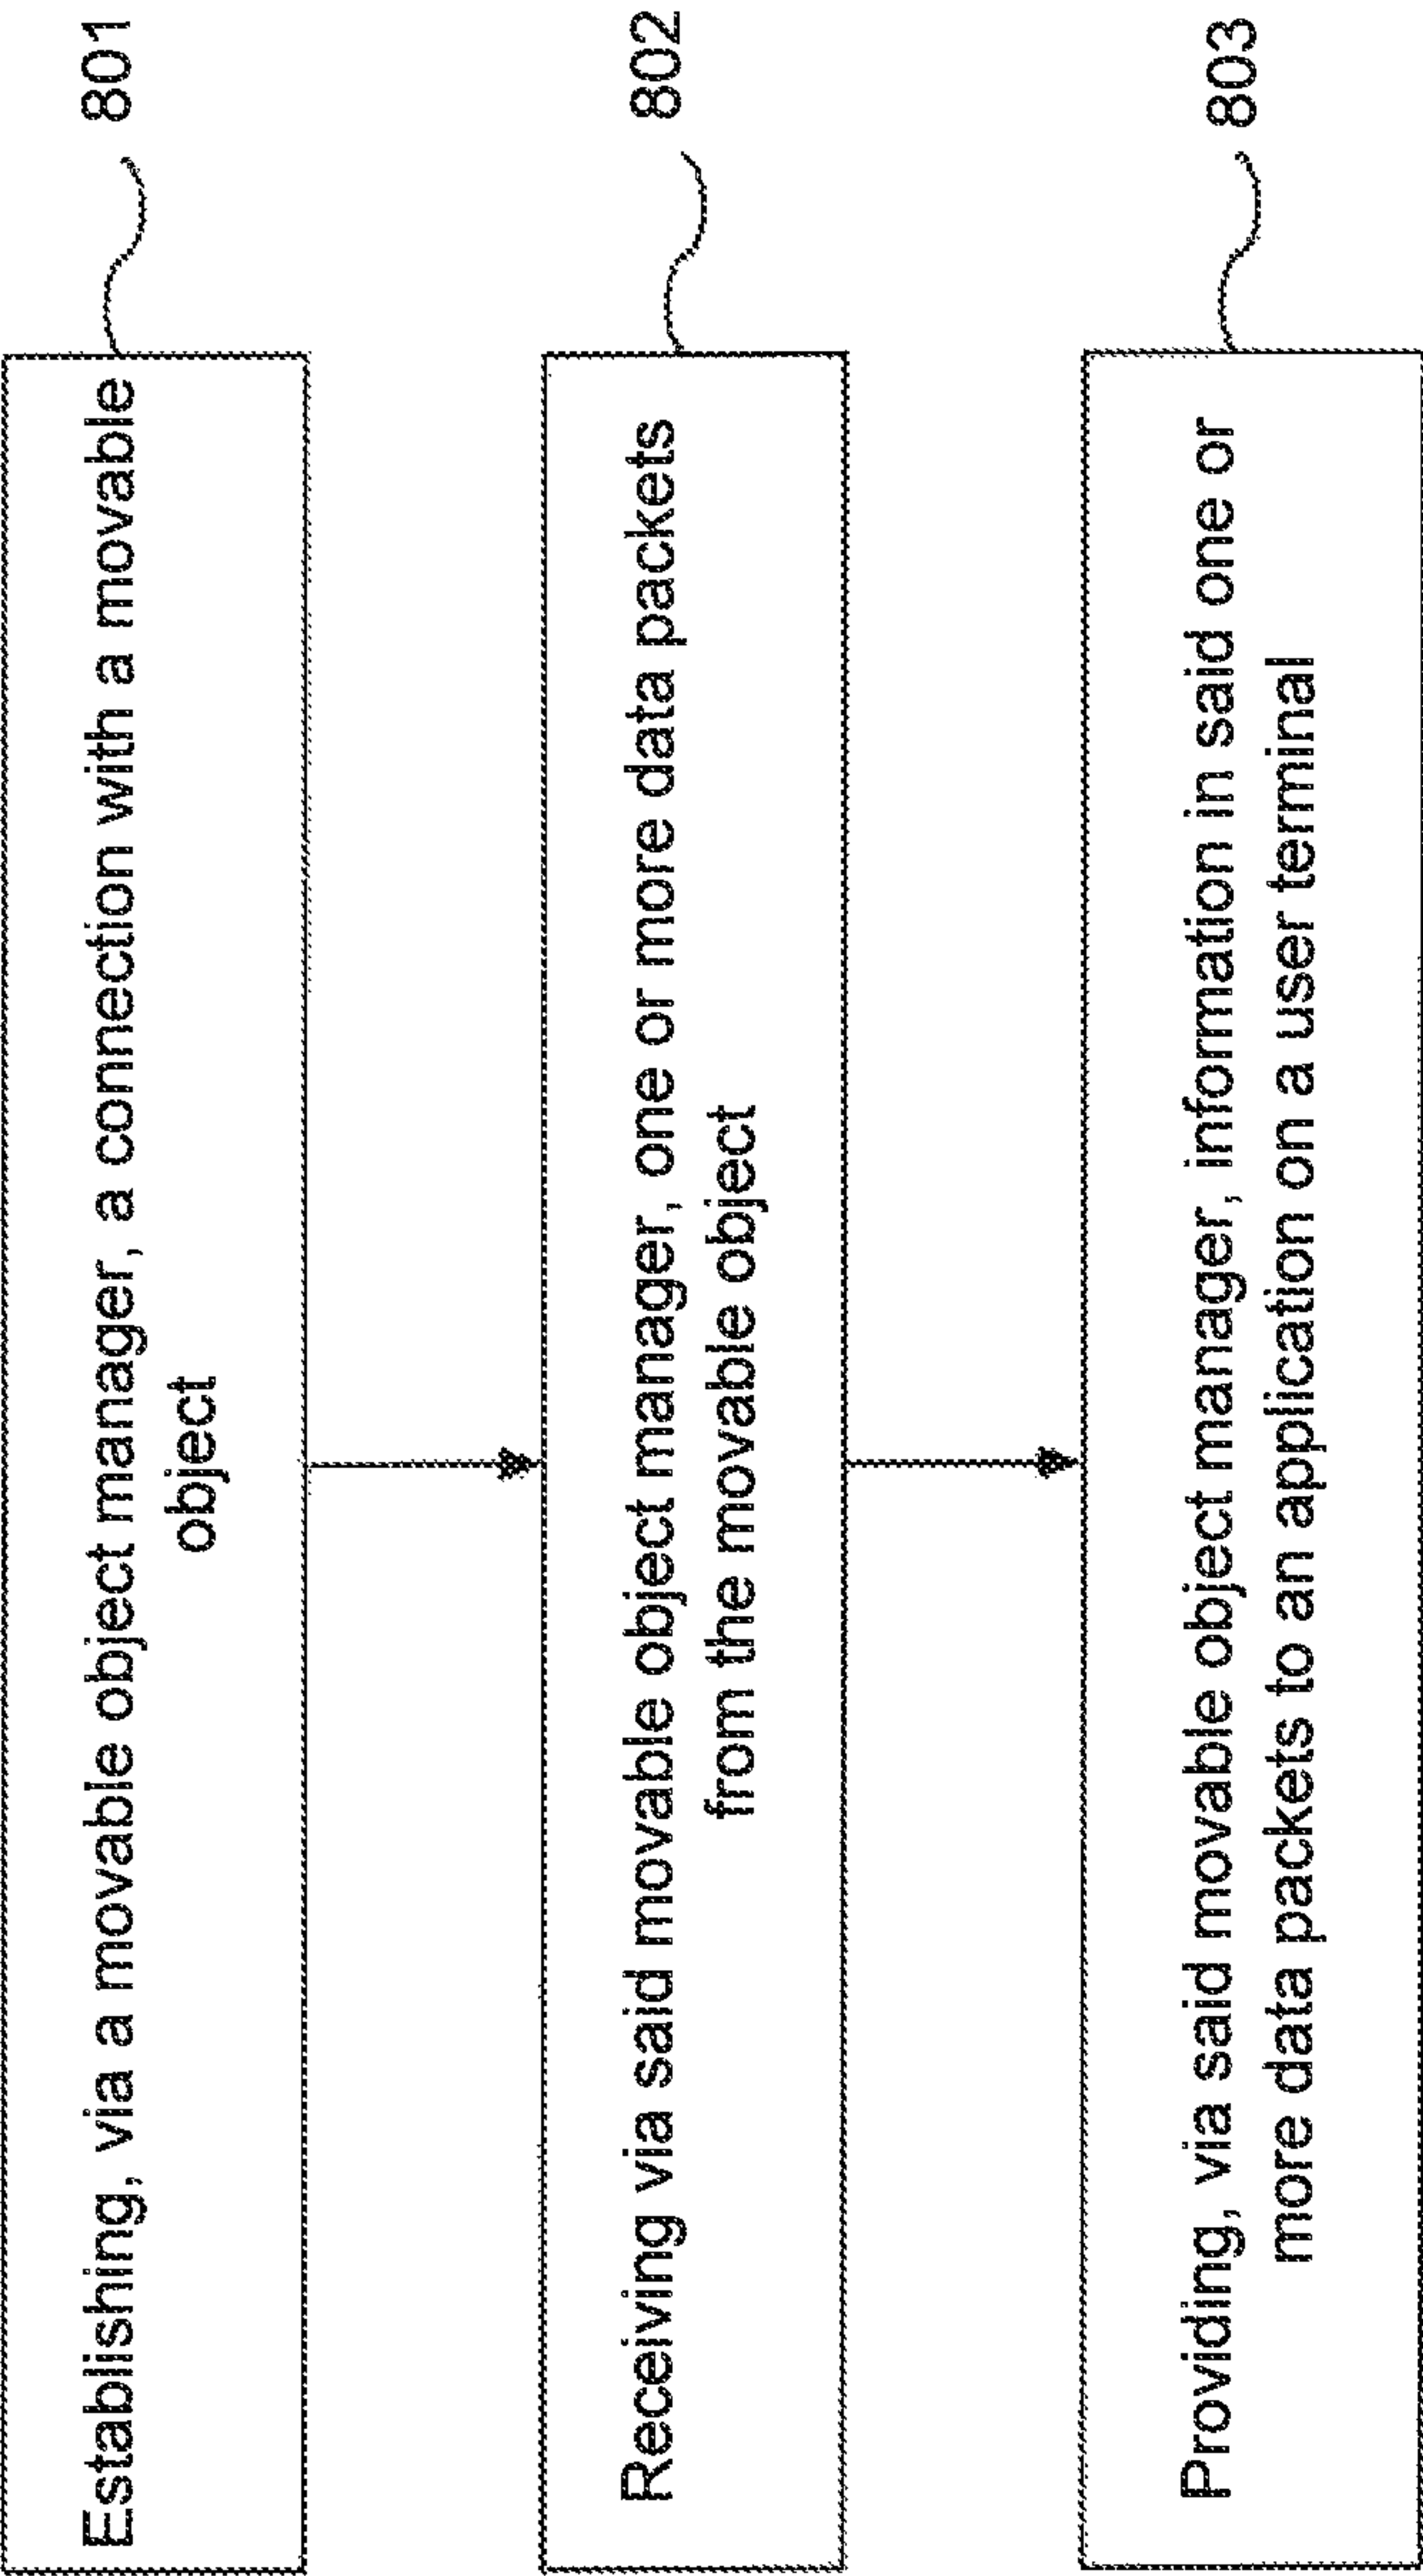 Establishing, via a movable object manager, a connection with a movable
object
801
Receiving via said movable object manager, one or more data packets
from the movable object
802
Providing, via said movable object manager, information in said one or
more data packets to an application on a user terminal
803